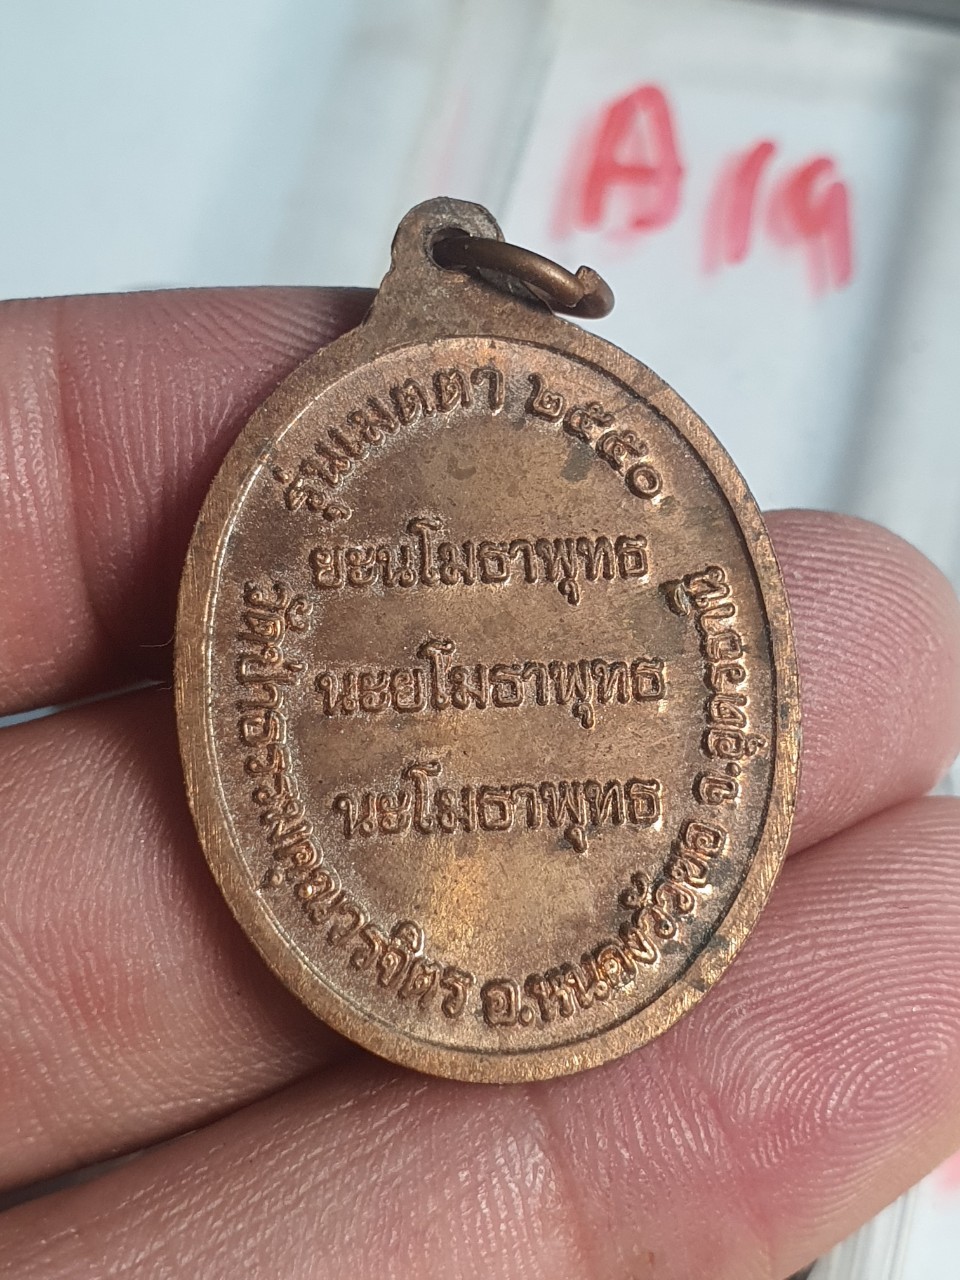 A19
รุ่นเมตตา ๒๕๕๐
ยะนโมธาพุทธ
นะยโมธาพุทธ
นะโมธาพุทธ
วัดป่าธรรมคุณวรจิตร อ.หนองวัวซอ จ.อุดรธานี